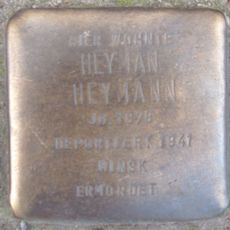 HIER WOHNTE
HEYMAN
HEYMANN
JG. 1878
DEPORTIERT 1941
MINSK
ERMORDET